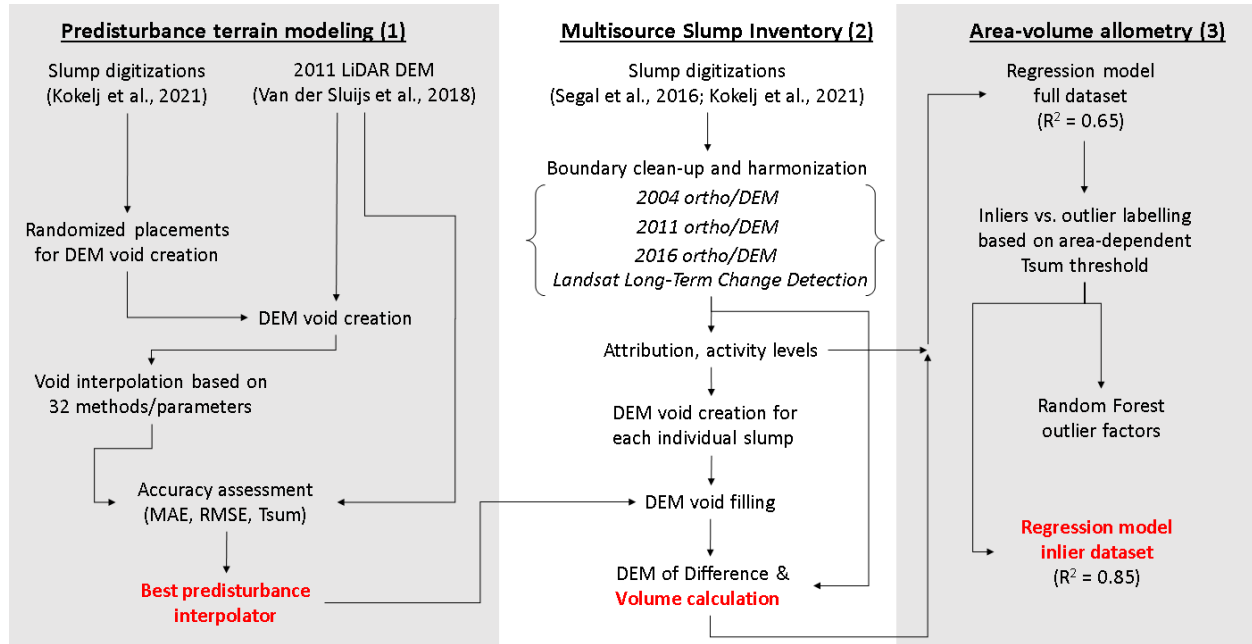 Predisturbance terrain modeling (1)
Slump digitizations
(Kokelj et al., 2021)
2011 LiDAR DEM
(Van der Sluijs et al., 2018)
Randomized placements
for DEM void creation
DEM void creation
Void interpolation based on
32 methods/parameters
Accuracy assessment
(MAE, RMSE, Tsum)
Best predisturbance
interpolator
Multisource Slump Inventory (2)
Slump digitizations
(Segal et al., 2016; Kokelj et al., 2021)
Boundary clean-up and harmonization
2004 ortho/DEM
2011 ortho/DEM
2016 ortho/DEM
Landsat Long-Term Change Detection
Attribution, activity levels
DEM void creation for
each individual slump
DEM void filling
DEM of Difference &
Volume calculation
Area-volume allometry (3)
Regression model
full dataset
(R² = 0.65)
Inliers vs. outlier labelling
based on area-dependent
Tsum threshold
Random Forest
outlier factors
Regression model
inlier dataset
(R² = 0.85)